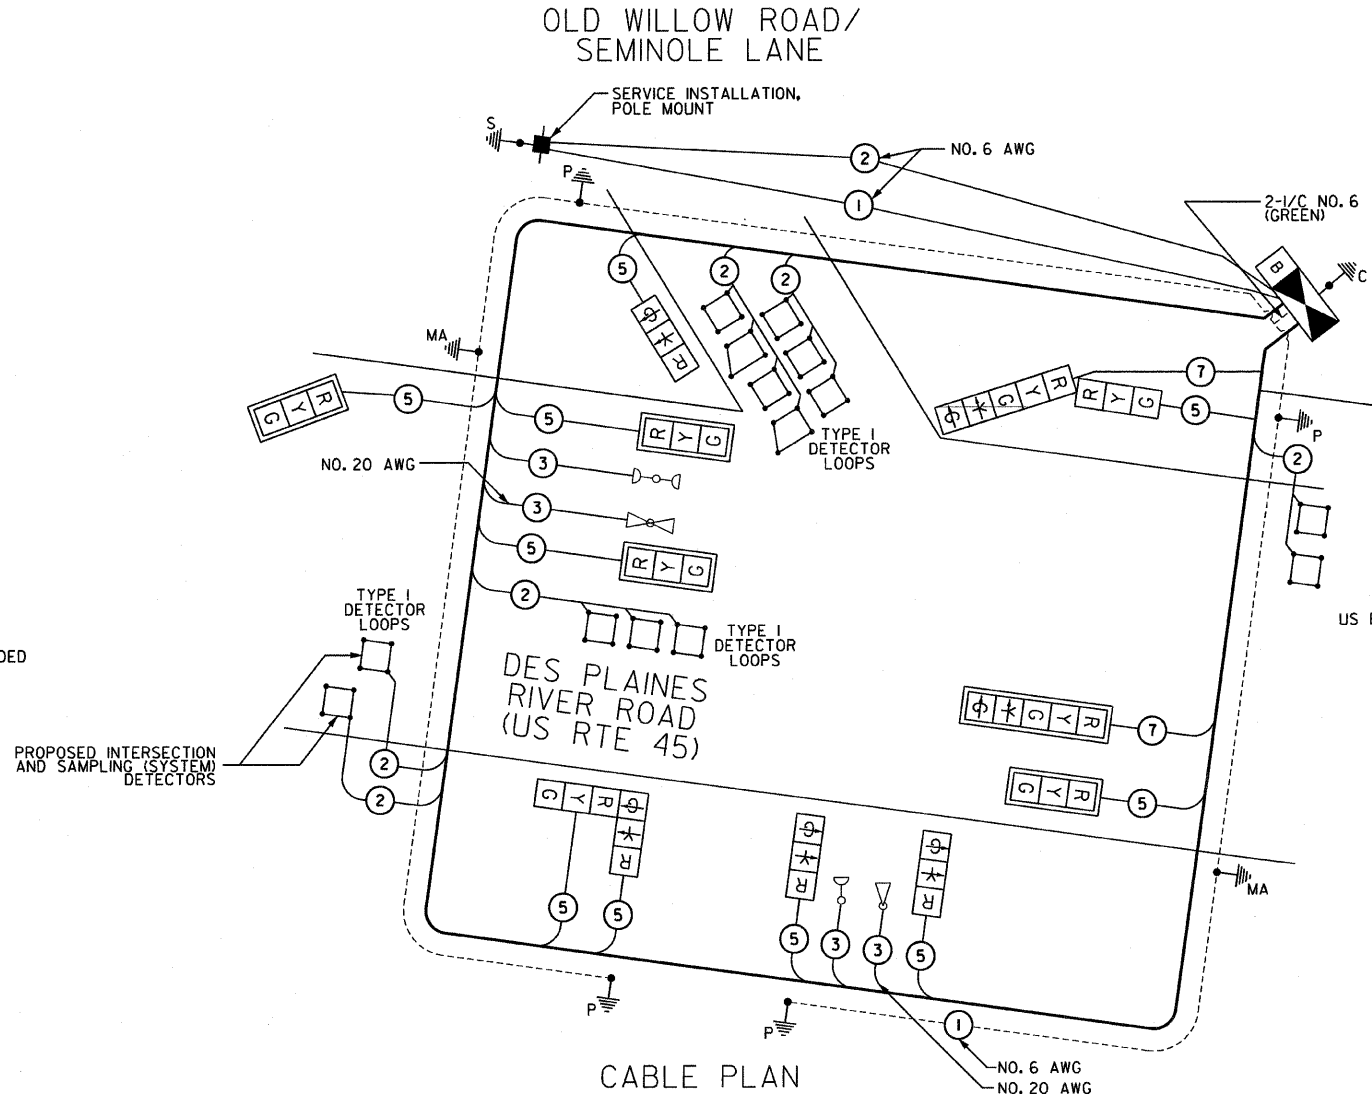 OLD WILLOW ROAD/
SEMINOLE LANE
SERVICE INSTALLATION,
POLE MOUNT
S
2
NO. 6 AWG
P
1
2-1/C NO. 6
(GREEN)
B
C
5
2
2
R
MA
7
R Y G
5
R Y G
5
R Y G
R Y G
5
P
TYPE I
DETECTOR
LOOPS
2
NO. 20 AWG
3
3
5
R Y G
2
TYPE I
DETECTOR
LOOPS
TYPE I
DETECTOR
LOOPS
US
DED
DES PLAINES
RIVER ROAD
(US RTE 45)
R Y G
7
PROPOSED INTERSECTION
AND SAMPLING (SYSTEM)
DETECTORS
2
2
R Y G
5
G Y R
R
R
R
MA
5
5
5
3
3
5
P
P
1
NO. 6 AWG
NO. 20 AWG
CABLE PLAN